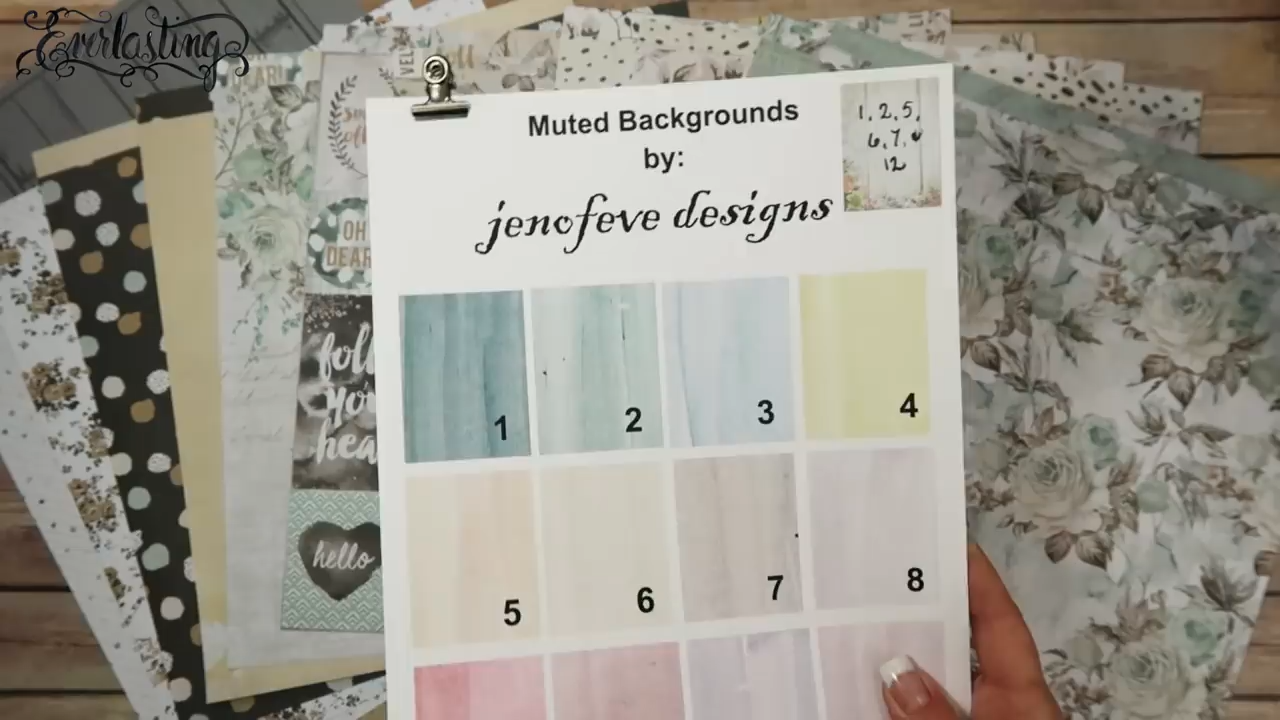 Everlasting
Muted Backgrounds
by:
jenofeve designs
1, 2, 5,
6, 7, &
12
OH
DEAR
hello
1
2
3
4
5
6
7
8